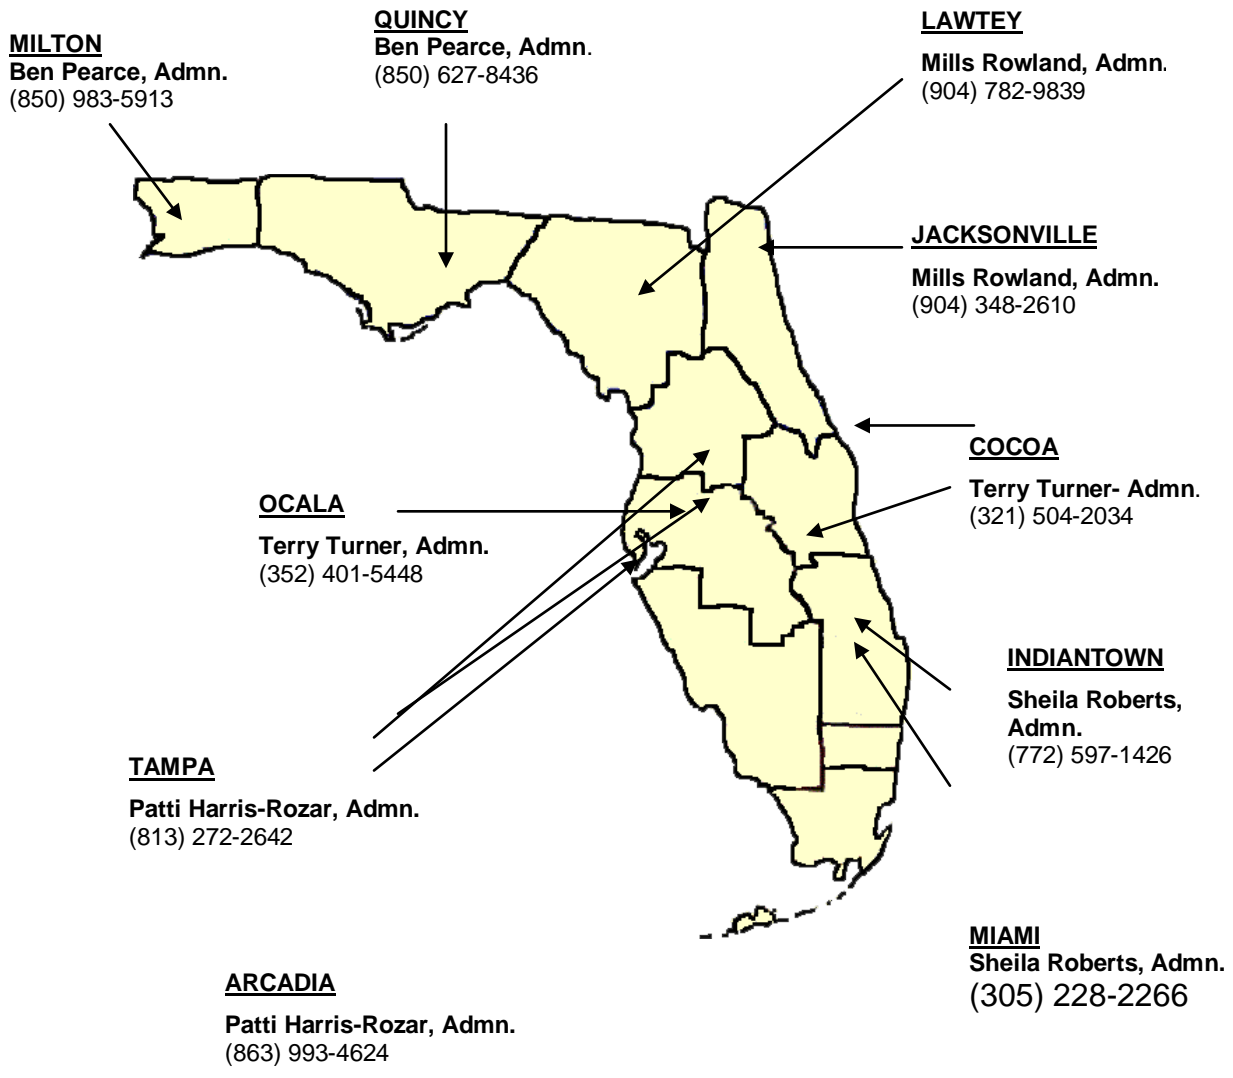 MILTON
Ben Pearce, Admn.
(850) 983-5913
QUINCY
Ben Pearce, Admn.
(850) 627-8436
LAWTEY
Mills Rowland, Admn.
(904) 782-9839
JACKSONVILLE
Mills Rowland, Admn.
(904) 348-2610
COCOA
Terry Turner- Admn.
(321) 504-2034
OCALA
Terry Turner, Admn.
(352) 401-5448
INDIANTOWN
Sheila Roberts,
Admn.
(772) 597-1426
TAMPA
Patti Harris-Rozar, Admn.
(813) 272-2642
MIAMI
Sheila Roberts, Admn.
(305) 228-2266
ARCADIA
Patti Harris-Rozar, Admn.
(863) 993-4624